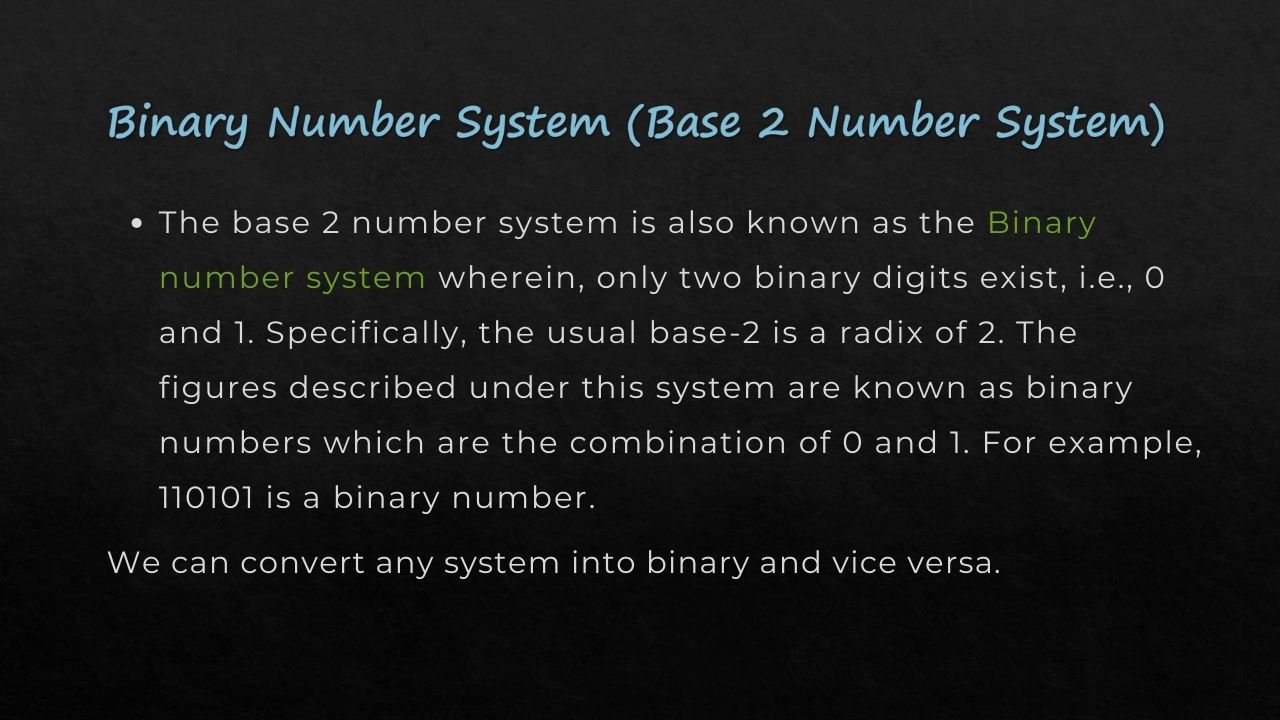 Binary Number System (Base 2 Number System)
• The base 2 number system is also known as the Binary
number system wherein, only two binary digits exist, i.e., 0
and 1. Specifically, the usual base-2 is a radix of 2. The
figures described under this system are known as binary
numbers which are the combination of 0 and 1. For example,
110101 is a binary number.
We can convert any system into binary and vice versa.